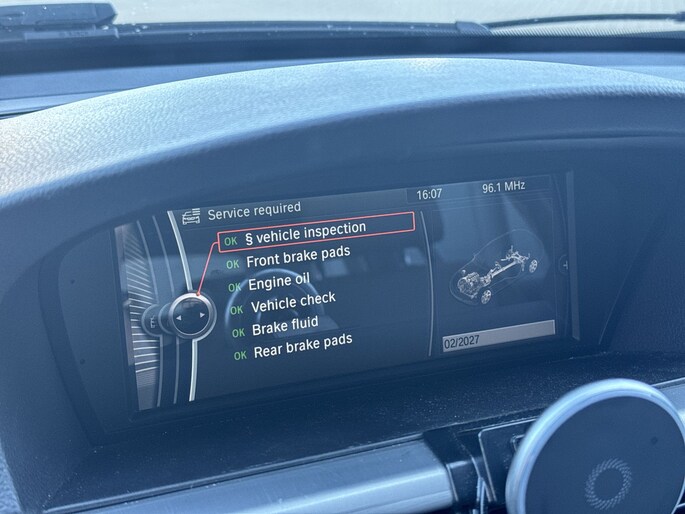 Service required
16:07
96.1 MHz
OK § vehicle inspection
OK Front brake pads
OK Engine oil
OK Vehicle check
OK Brake fluid
OK Rear brake pads
E
02/2027